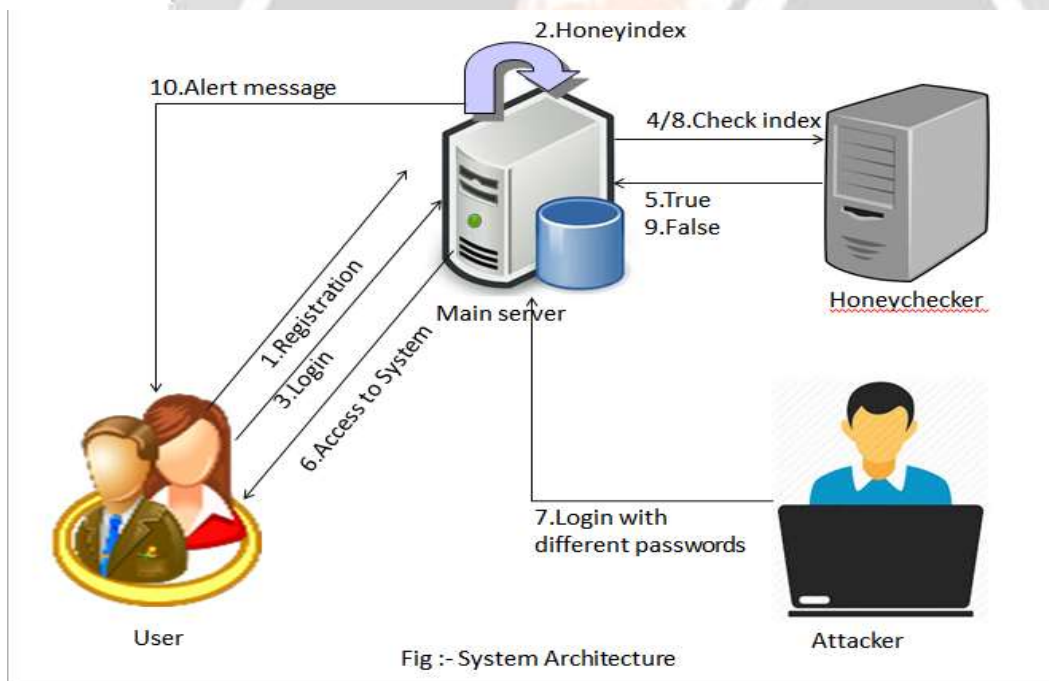 2.Honeyindex
10.Alert message
4/8.Check index
5.True
9.False
Honeychecker
Main server
1.Registration
3.Login
6.Access to System
7.Login with
different passwords
User
Attacker
Fig :- System Architecture